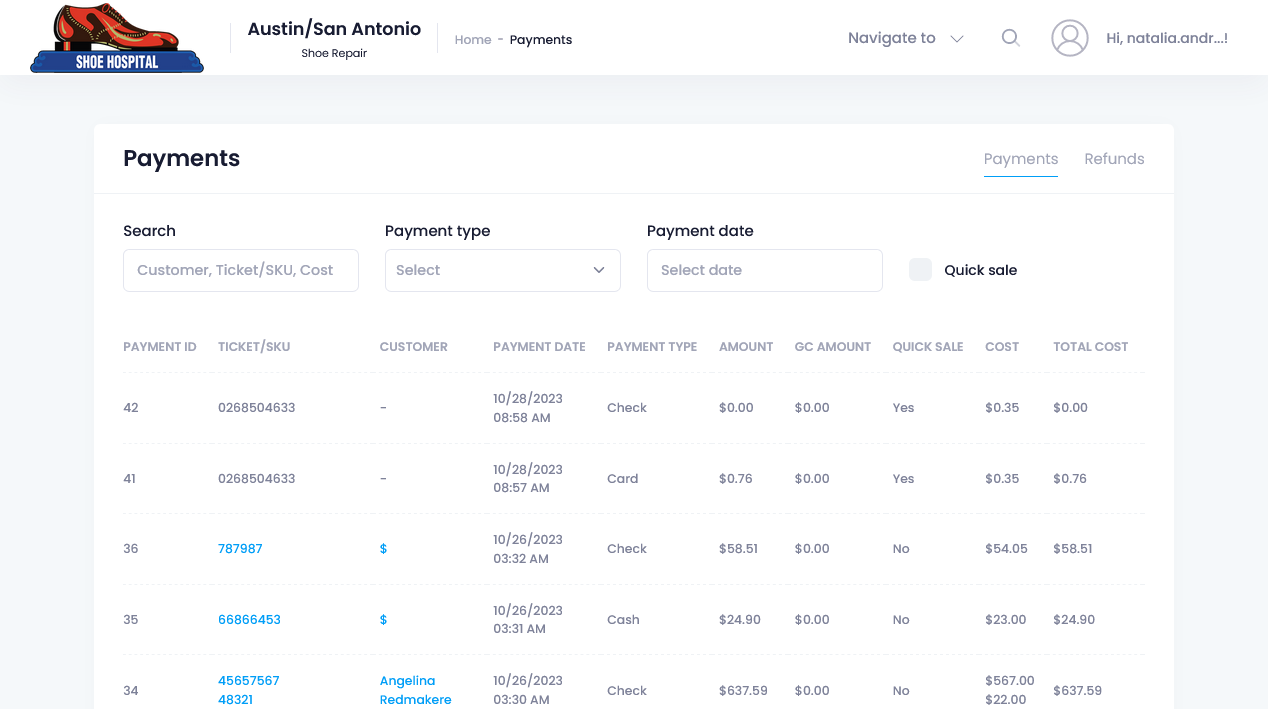 SHOE HOSPITAL
Austin/San Antonio
Shoe Repair
Home - Payments
Navigate to
Hi, natalia.andr...!
Payments
Payments Refunds
Search Payment type Payment date
Customer, Ticket/SKU, Cost Select Select date Quick sale
PAYMENT ID TICKET/SKU CUSTOMER PAYMENT DATE PAYMENT TYPE AMOUNT GC AMOUNT QUICK SALE COST TOTAL COST
42 0268504633 - 10/28/2023 08:58 AM Check $0.00 $0.00 Yes $0.35 $0.00
41 0268504633 - 10/28/2023 08:57 AM Card $0.76 $0.00 Yes $0.35 $0.76
36 787987 $ 10/26/2023 03:32 AM Check $58.51 $0.00 No $54.05 $58.51
35 66866453 $ 10/26/2023 03:31 AM Cash $24.90 $0.00 No $23.00 $24.90
34 45657567 48321 Angelina Redmakere 10/26/2023 03:30 AM Check $637.59 $0.00 No $567.00 $22.00 $637.59